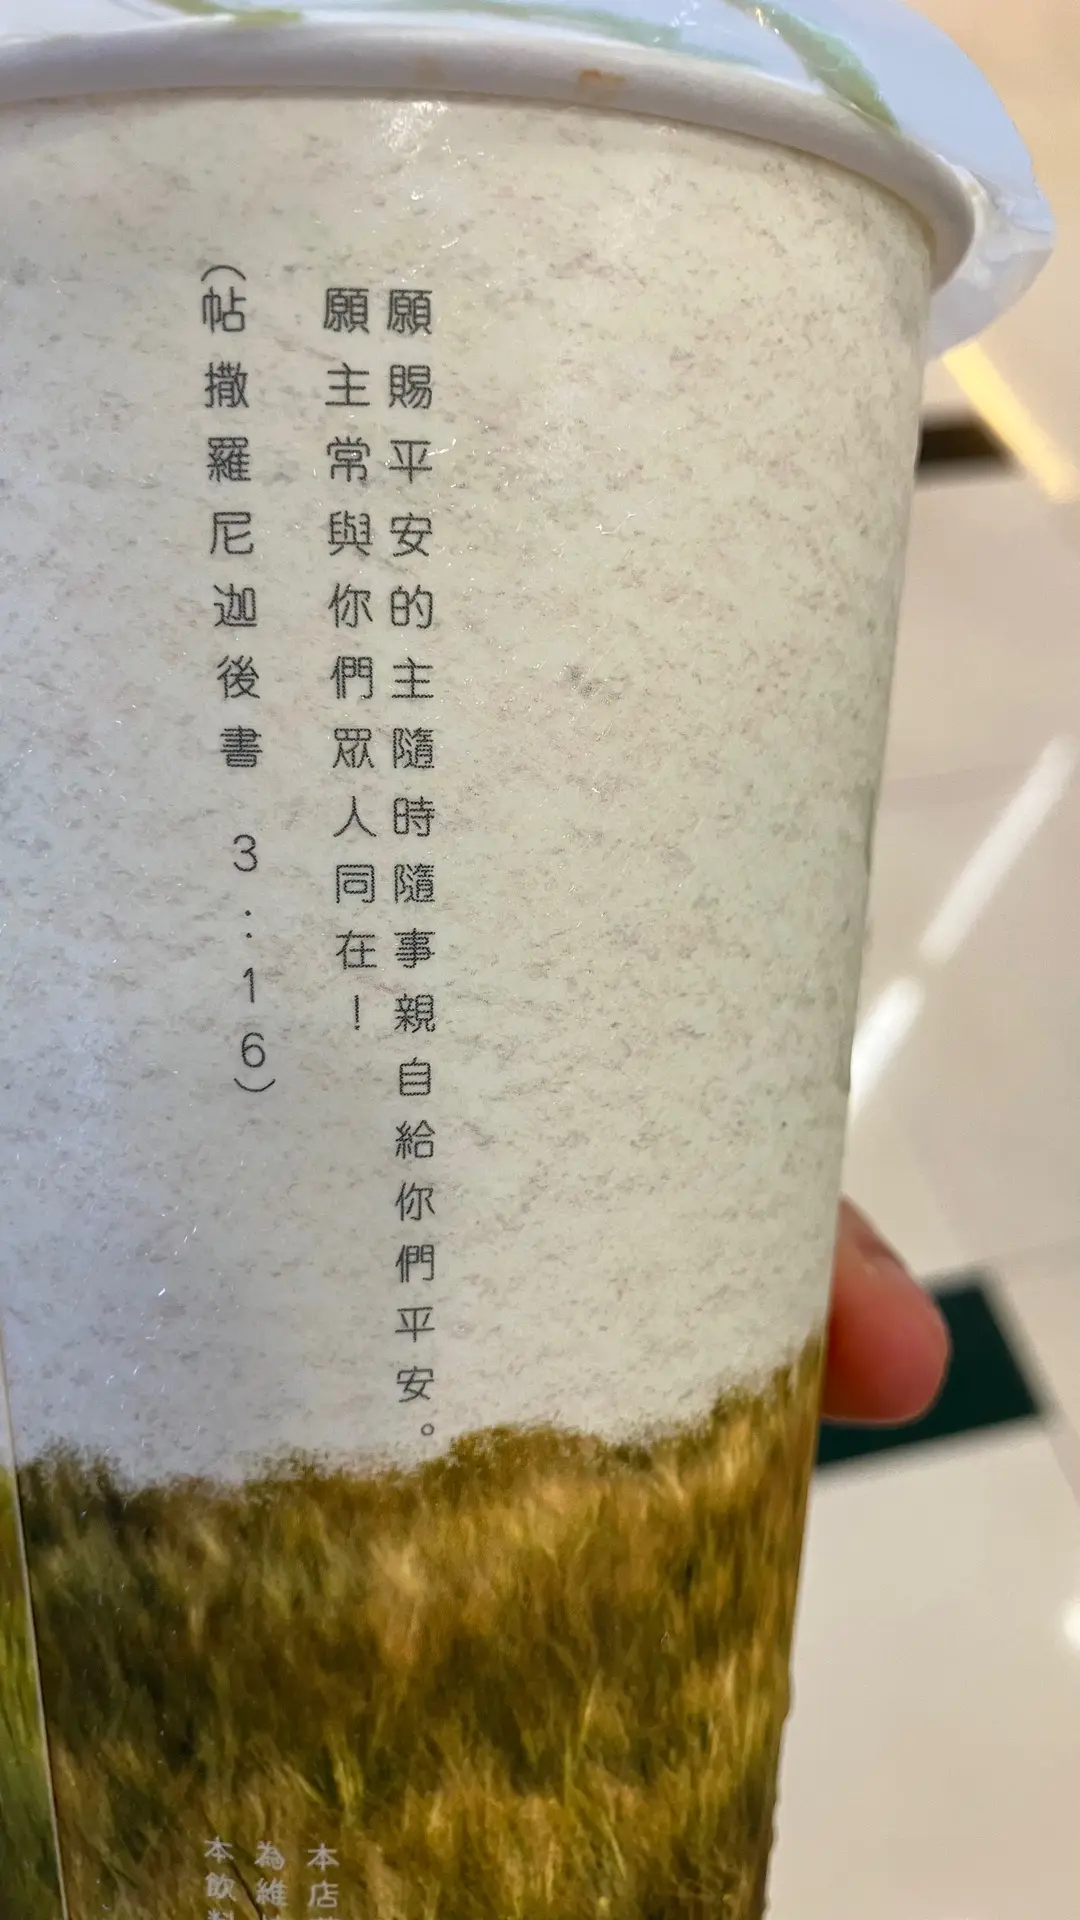 願賜平安的主隨時隨事親自給你們平安。
願主常與你們眾人同在！
（帖撒羅尼迦後書 3：16）
本店
為維
本飲